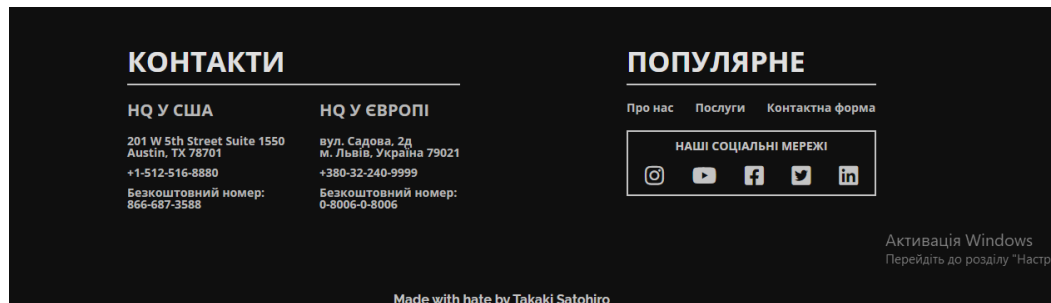 КОНТАКТИ
HQ У США
201 W 5th Street Suite 1550
Austin, TX 78701
+1-512-516-8880
Безкоштовний номер:
866-687-3588
HQ У ЄВРОПІ
вул. Садова, 2д
м. Львів, Україна 79021
+380-32-240-9999
Безкоштовний номер:
0-8006-0-8006
ПОПУЛЯРНЕ
Про нас Послуги Контактна форма
НАШІ СОЦІАЛЬНІ МЕРЕЖІ
Активація Windows
Перейдіть до розділу "Настр
Made with hate by Takaki Satohiro